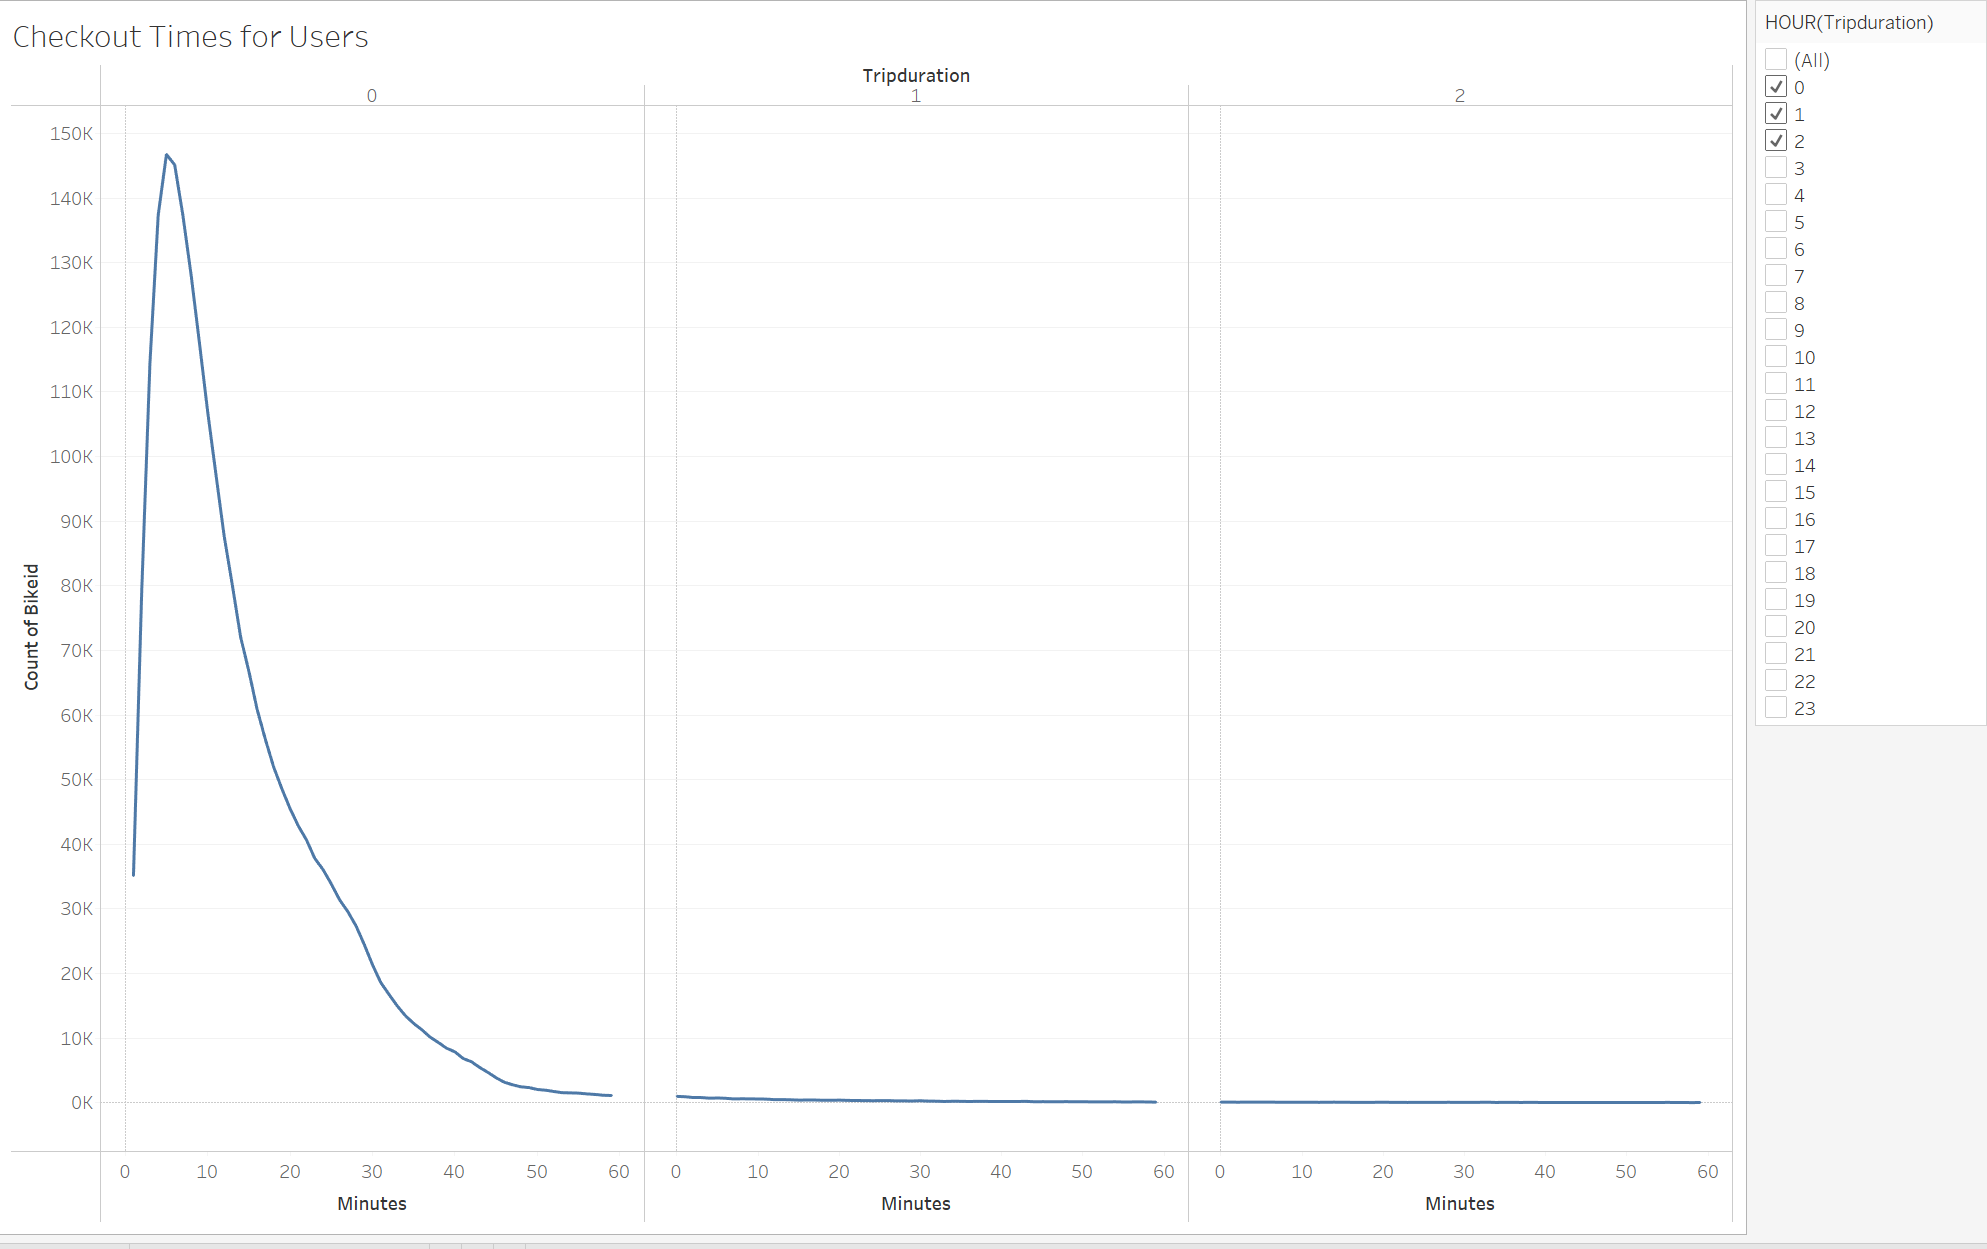 Checkout Times for Users
Tripduration
0 1 2
150K
140K
130K
120K
110K
100K
90K
80K
70K
60K
50K
40K
30K
20K
10K
0K
Count of Bikeid
0 10 20 30 40 50 60 0 10 20 30 40 50 60 0 10 20 30 40 50 60
Minutes Minutes Minutes
HOUR(Tripduration)
(All)
0
1
2
3
4
5
6
7
8
9
10
11
12
13
14
15
16
17
18
19
20
21
22
23